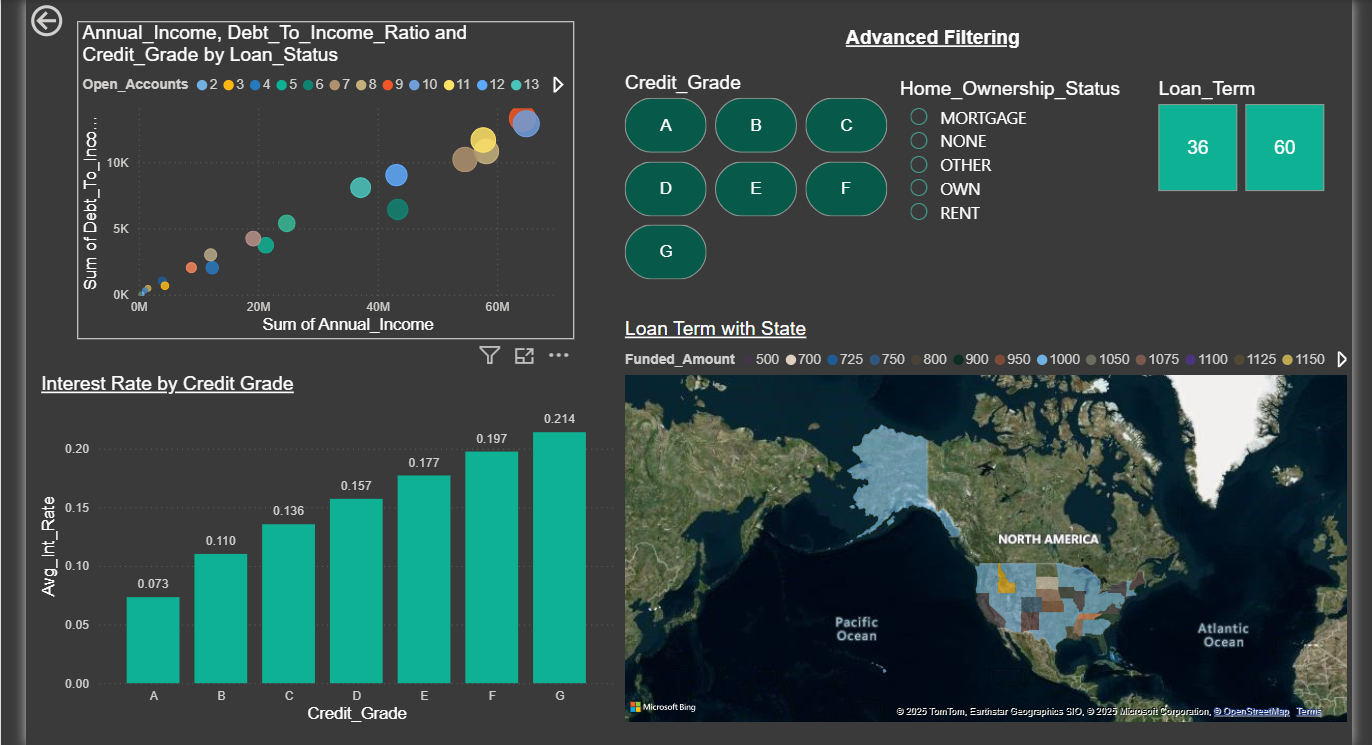 Annual_Income, Debt_To_Income_Ratio and
Credit_Grade by Loan_Status
Open_Accounts 2 3 4 5 6 7 8 9 10 11 12 13
Sum of Debt_To_Inco...
10K
5K
0K
0M 20M 40M 60M
Sum of Annual_Income
Advanced Filtering
Credit_Grade
A B C
D E F
G
Home_Ownership_Status
MORTGAGE
NONE
OTHER
OWN
RENT
Loan_Term
36 60
Interest Rate by Credit Grade
Avg_Int_Rate
0.20
0.15
0.10
0.05
0.00
0.073
0.110
0.136
0.157
0.177
0.197
0.214
A B C D E F G
Credit_Grade
Loan Term with State
Funded_Amount 500 700 725 750 800 900 950 1000 1050 1075 1100 1125 1150
NORTH AMERICA
Pacific
Ocean
Atlantic
Ocean
Microsoft Bing
© 2025 TomTom, Earthstar Geographics SIO, © 2025 Microsoft Corporation, © OpenStreetMap Terms